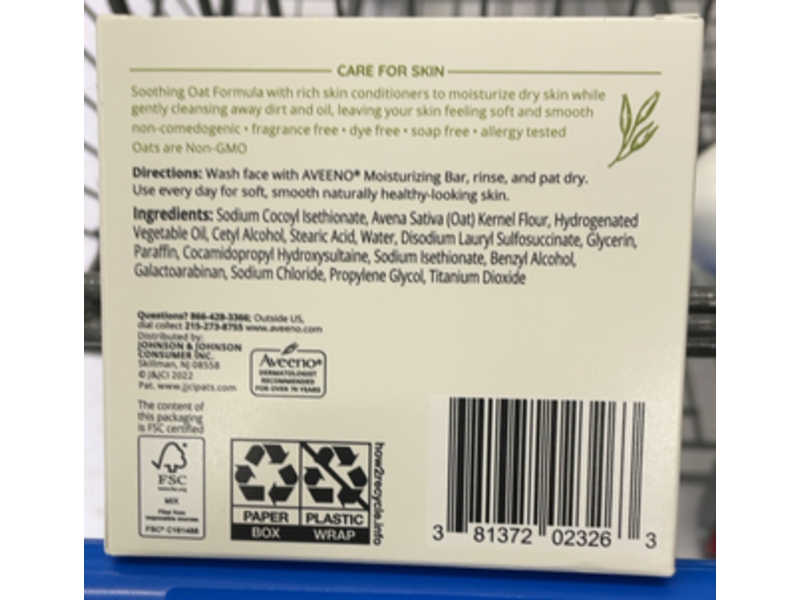 CARE FOR SKIN
Soothing Oat Formula with rich skin conditioners to moisturize dry skin while
gently cleansing away dirt and oil, leaving your skin feeling soft and smooth
non-comedogenic • fragrance free • dye free • soap free • allergy tested
Oats are Non-GMO
Directions: Wash face with AVEENO® Moisturizing Bar, rinse, and pat dry.
Use every day for soft, smooth naturally healthy-looking skin.
Ingredients: Sodium Cocoyl Isethionate, Avena Sativa (Oat) Kernel Flour, Hydrogenated
Vegetable Oil, Cetyl Alcohol, Stearic Acid, Water, Disodium Lauryl Sulfosuccinate, Glycerin,
Paraffin, Cocamidopropyl Hydroxysultaine, Sodium Isethionate, Benzyl Alcohol,
Galactoarabinan, Sodium Chloride, Propylene Glycol, Titanium Dioxide
Questions? 866-428-3366; Outside US,
dial collect 215-273-8755 www.aveeno.com
Distributed by:
JOHNSON & JOHNSON
CONSUMER INC.
Skillman, NJ 08558
© J&JCI 2022
Pat. www.jjcipats.com
Aveeno®
DERMATOLOGIST
RECOMMENDED
FOR OVER 70 YEARS
The content of
this packaging
is FSC certified
FSC
www.fsc.org
MIX
responsible sources
FSC® C181488
PAPER
BOX
PLASTIC
WRAP
how2recycle.info
3 81372 02326 3